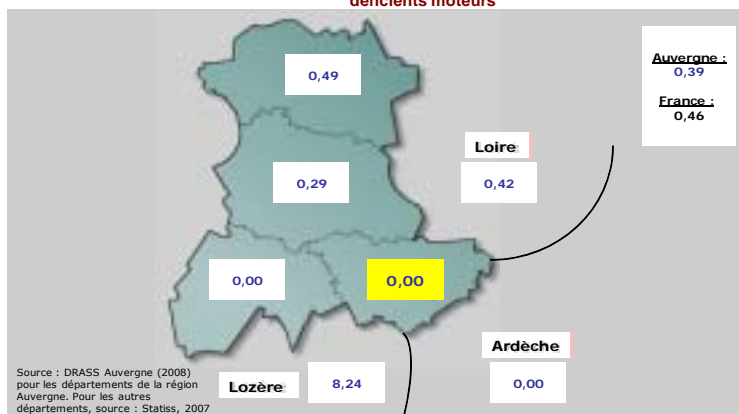 déficients moteurs
0,49
Auvergne :
0,39
France :
0,46
Loire
0,29
0,42
0,00
0,00
Ardèche
Lozère
8,24
0,00
Source : DRASS Auvergne (2008)
pour les départements de la région
Auvergne. Pour les autres
départements, source : Statiss, 2007